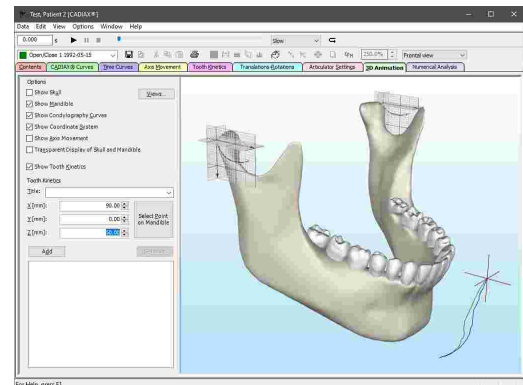 Test, Patient 2 [CADIAX®]
Data Edit View Options Window Help
0.000 s Slow
Open/Close 1 1992-05-15 250.0% Frontal view
Contents CADIAX® Curves Time Curves Axis Movement Tooth Kinetics Translations-Rotations Articulator Settings 3D Animation Numerical Analysis
Options
Show Skull Views...
Show Mandible
Show Condylography Curves
Show Coordinate System
Show Axis Movement
Transparent Display of Skull and Mandible
Show Tooth Kinetics
Tooth Kinetics
Title:
X [mm]: 90.00
Y [mm]: 0.00
Z [mm]: 50.00
Select Point on Mandible
Add
For Help, press F1